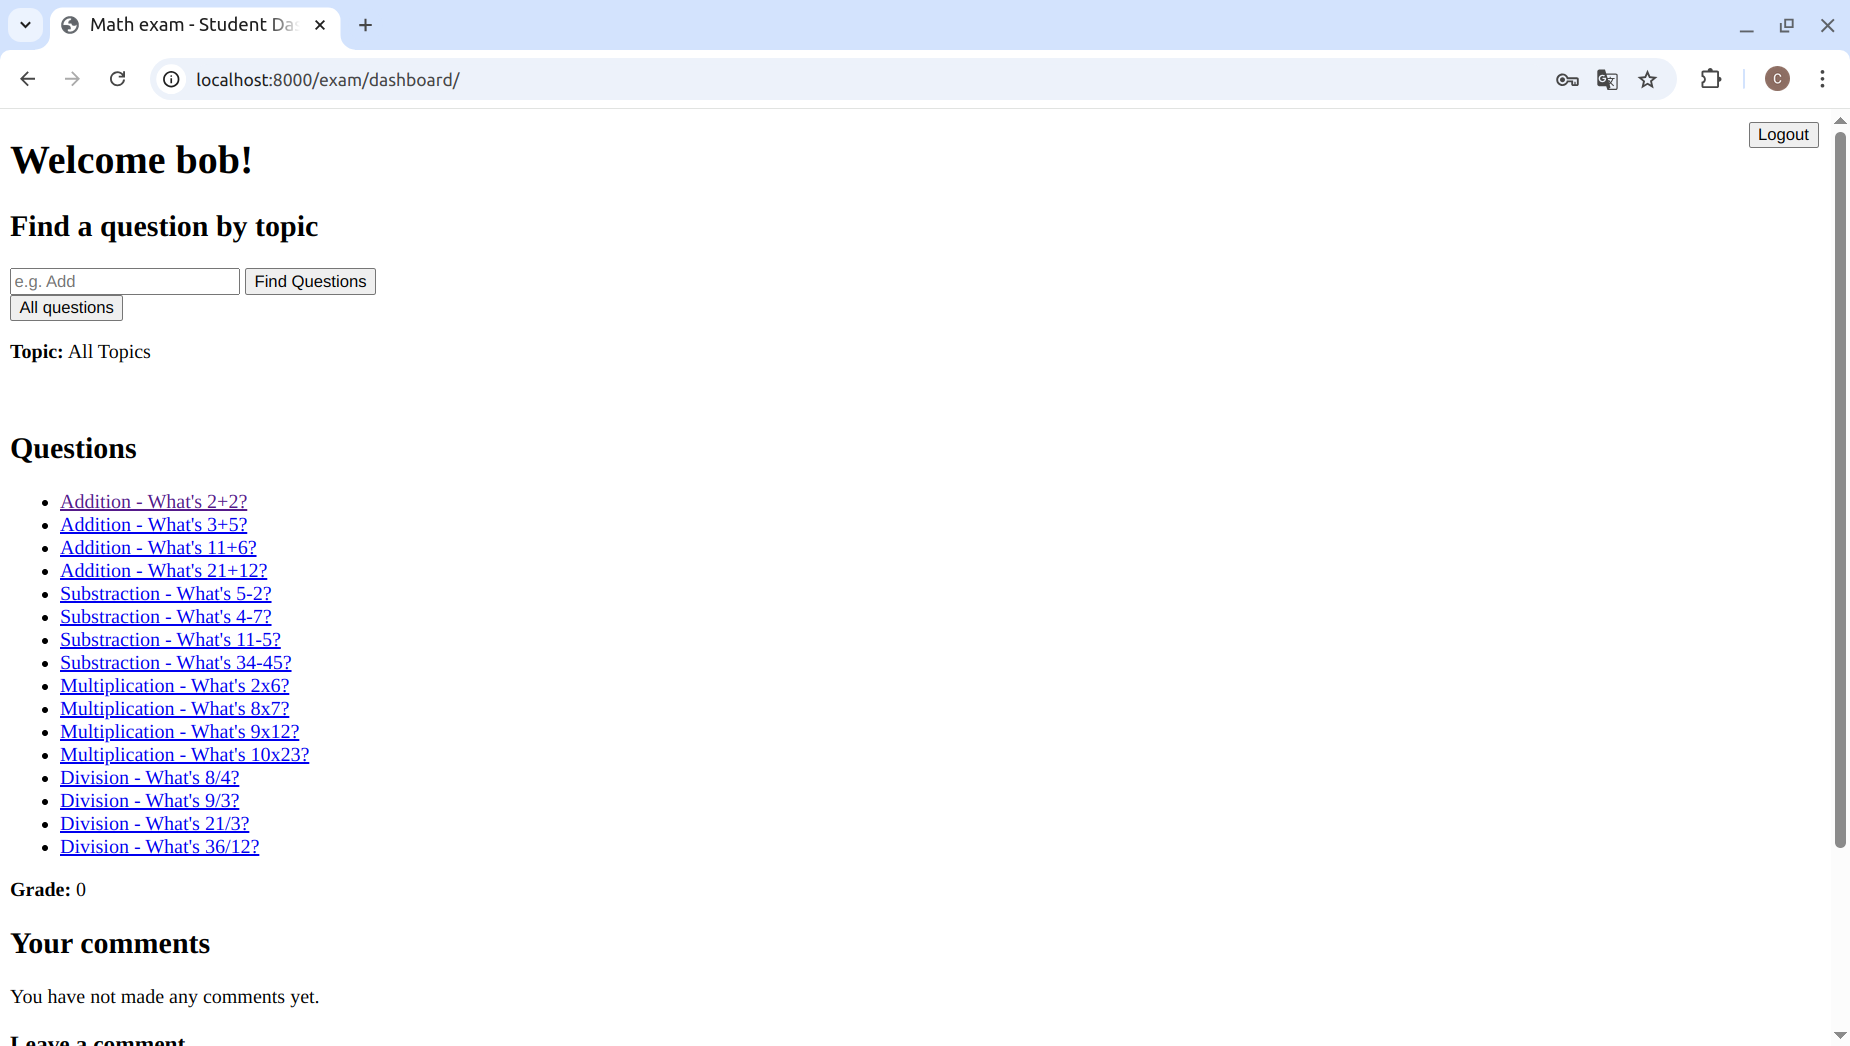 Math exam - Student Das
localhost:8000/exam/dashboard/
C
Logout
Welcome bob!
Find a question by topic
e.g. Add
Find Questions
All questions
Topic: All Topics
Questions
Addition - What's 2+2?
Addition - What's 3+5?
Addition - What's 11+6?
Addition - What's 21+12?
Substraction - What's 5-2?
Substraction - What's 4-7?
Substraction - What's 11-5?
Substraction - What's 34-45?
Multiplication - What's 2x6?
Multiplication - What's 8x7?
Multiplication - What's 9x12?
Multiplication - What's 10x23?
Division - What's 8/4?
Division - What's 9/3?
Division - What's 21/3?
Division - What's 36/12?
Grade: 0
Your comments
You have not made any comments yet.
Leave a comment